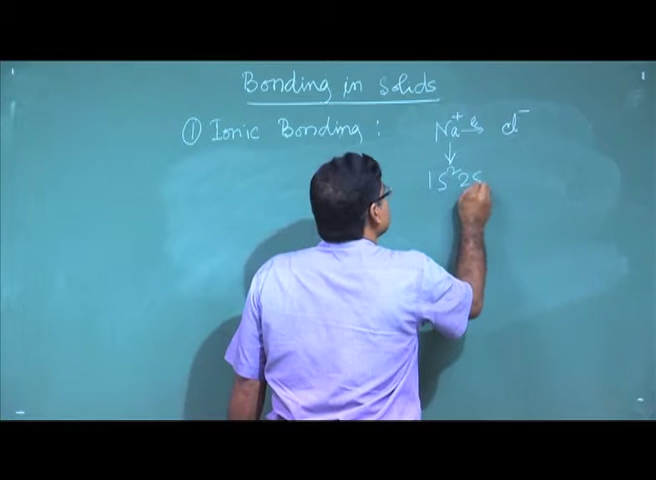 Bonding in solids
① Ionic Bonding : Na⁺ e→ Cl⁻
↓
1s²2s